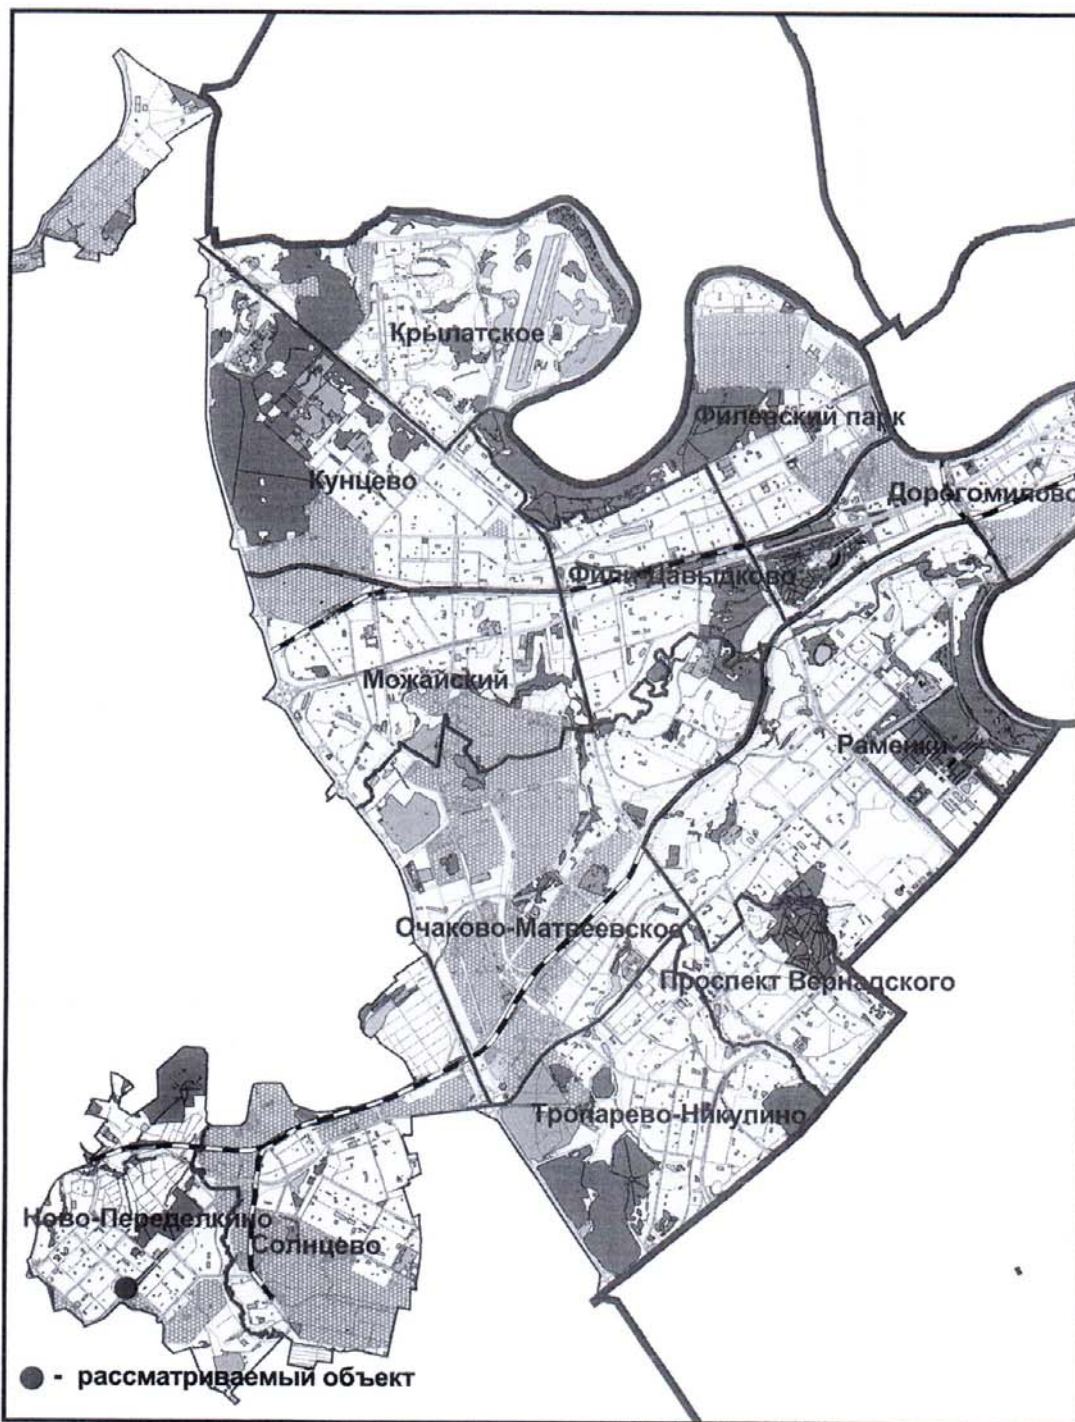 Крылатское
Филевский парк
Кунцево
Дорогомилово
Фили-Давыдково
Можайский
Раменки
Очаково-Матвеевское
Проспект Вернадского
Тропарево-Никулино
Ново-Переделкино
Солнцево
- рассматриваемый объект